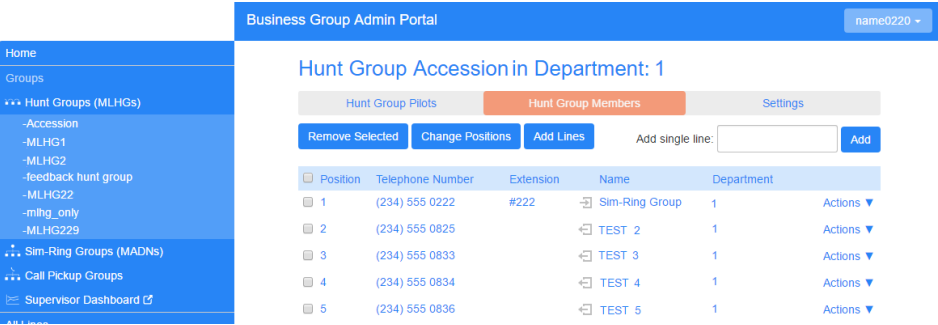 Business Group Admin Portal
name0220
Home
Groups
Hunt Groups (MLHGs)
-Accession
-MLHG1
-MLHG2
-feedback hunt group
-MLHG22
-mlhg_only
-MLHG229
Sim-Ring Groups (MADNs)
Call Pickup Groups
Supervisor Dashboard
All Lines
Hunt Group Accession in Department: 1
Hunt Group Pilots Hunt Group Members Settings
Remove Selected Change Positions Add Lines Add single line: Add
Position Telephone Number Extension Name Department
1 (234) 555 0222 #222 Sim-Ring Group 1 Actions ▼
2 (234) 555 0825 TEST 2 1 Actions ▼
3 (234) 555 0833 TEST 3 1 Actions ▼
4 (234) 555 0834 TEST 4 1 Actions ▼
5 (234) 555 0836 TEST 5 1 Actions ▼